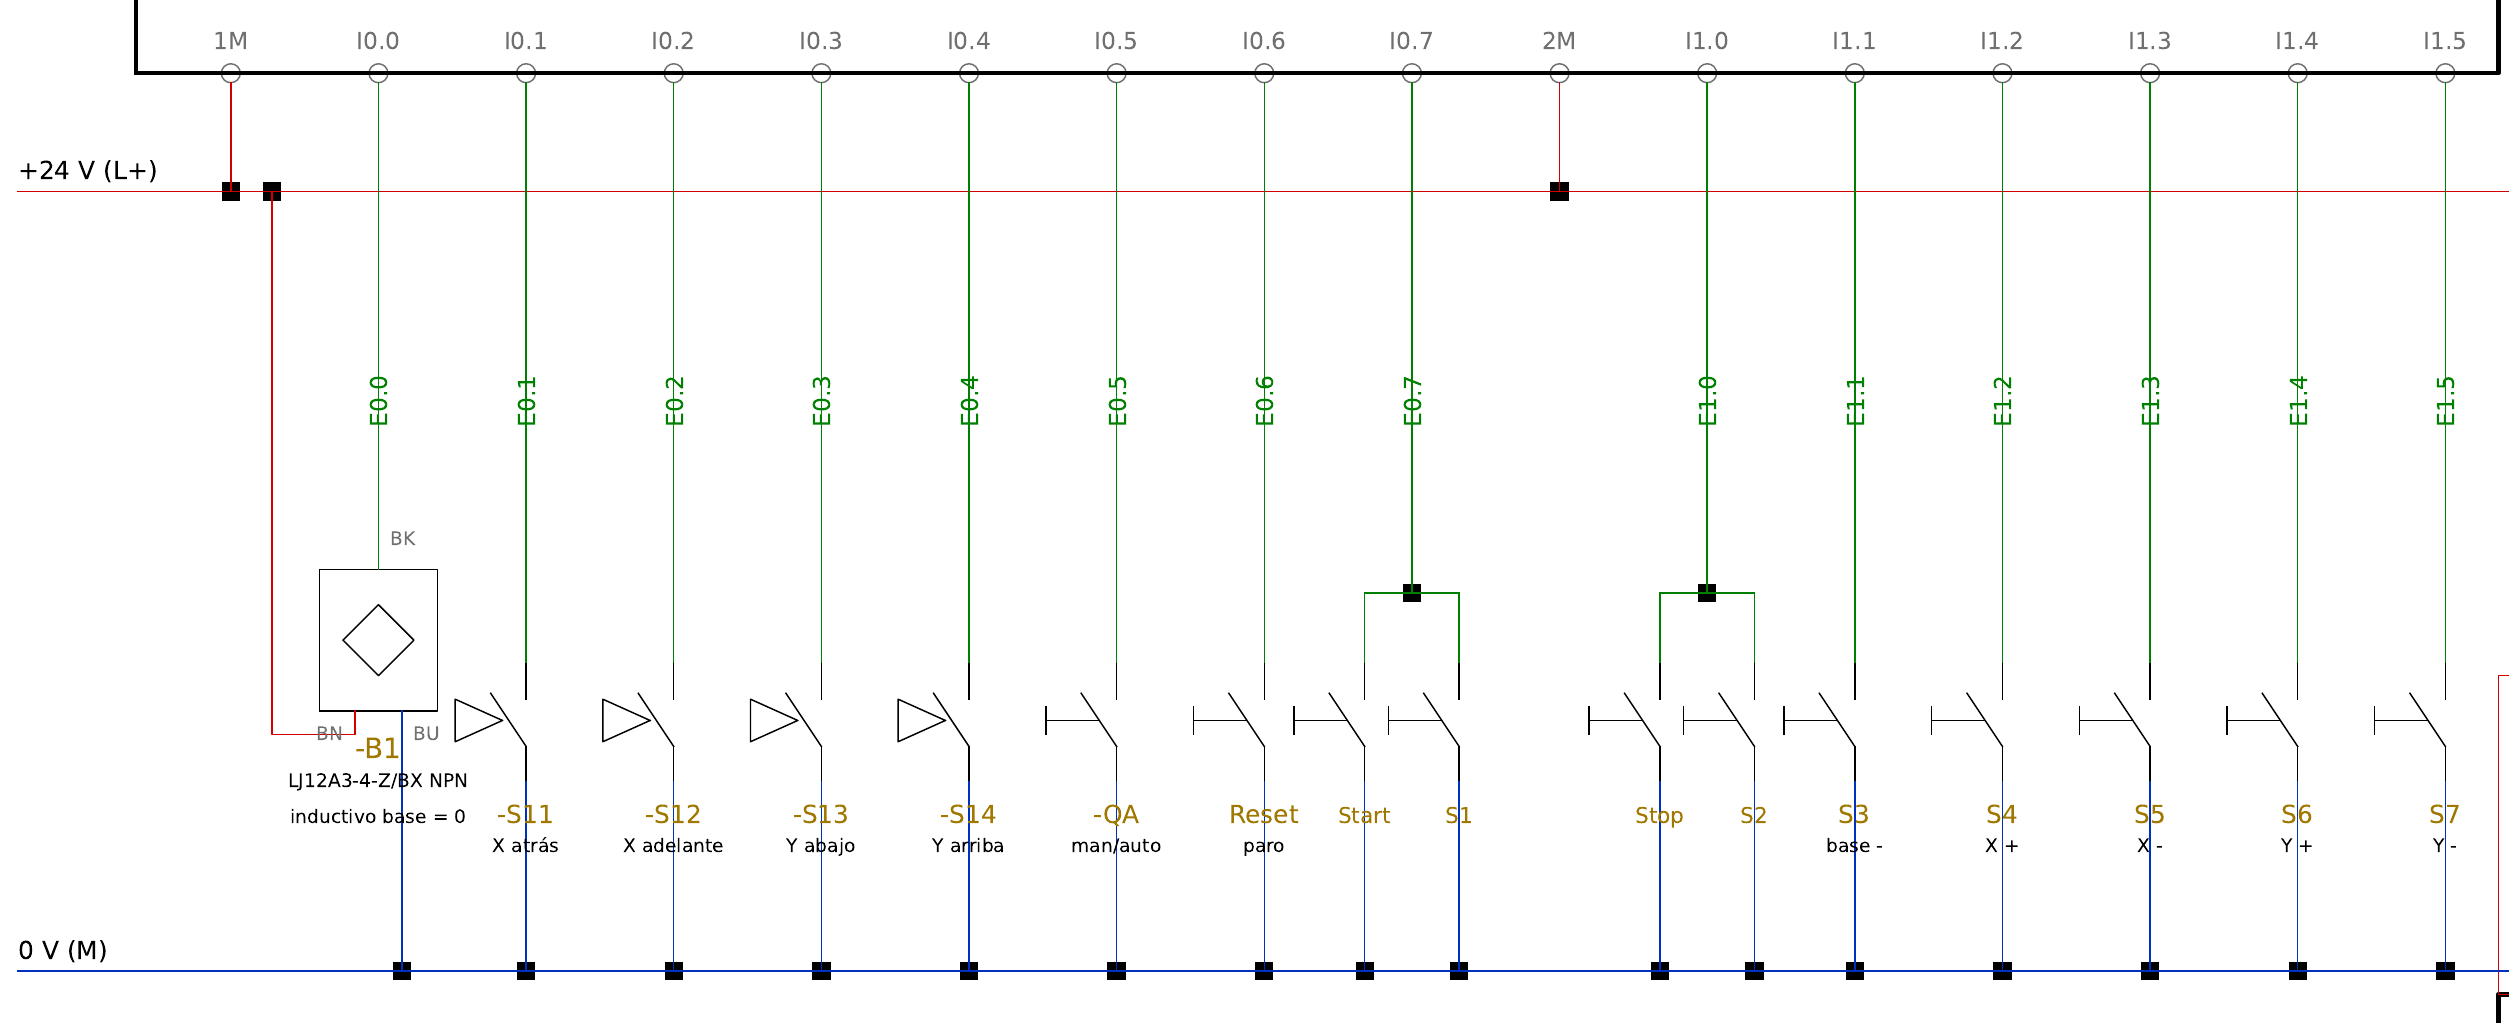 1M I0.0 I0.1 I0.2 I0.3 I0.4 I0.5 I0.6 I0.7 2M I1.0 I1.1 I1.2 I1.3 I1.4 I1.5
+24 V (L+)
E0.0 E0.1 E0.2 E0.3 E0.4 E0.5 E0.6 E0.7 E1.0 E1.1 E1.2 E1.3 E1.4 E1.5
BK
BN BU
-B1
LJ12A3-4-Z/BX NPN
inductivo base = 0
-S11 -S12 -S13 -S14 -QA Reset Start S1 Stop S2 S3 S4 S5 S6 S7
X atrás X adelante Y abajo Y arriba man/auto paro base - X + X - Y + Y -
0 V (M)